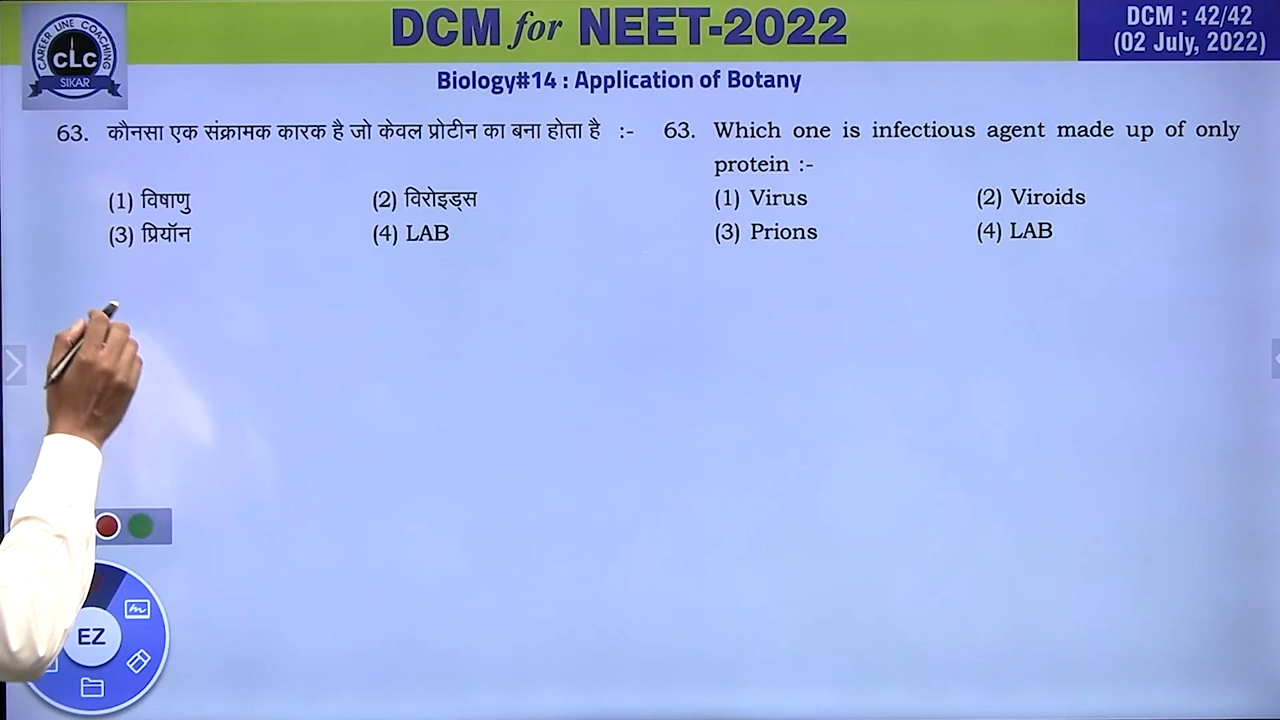 DCM for NEET-2022
DCM : 42/42
(02 July, 2022)
CAREER LINE COACHING
CLC
SIKAR
Biology#14 : Application of Botany
63. कौनसा एक संक्रामक कारक है जो केवल प्रोटीन का बना होता है :-
(1) विषाणु (2) विरोइड्स
(3) प्रियॉन (4) LAB
63. Which one is infectious agent made up of only
protein :-
(1) Virus (2) Viroids
(3) Prions (4) LAB
EZ